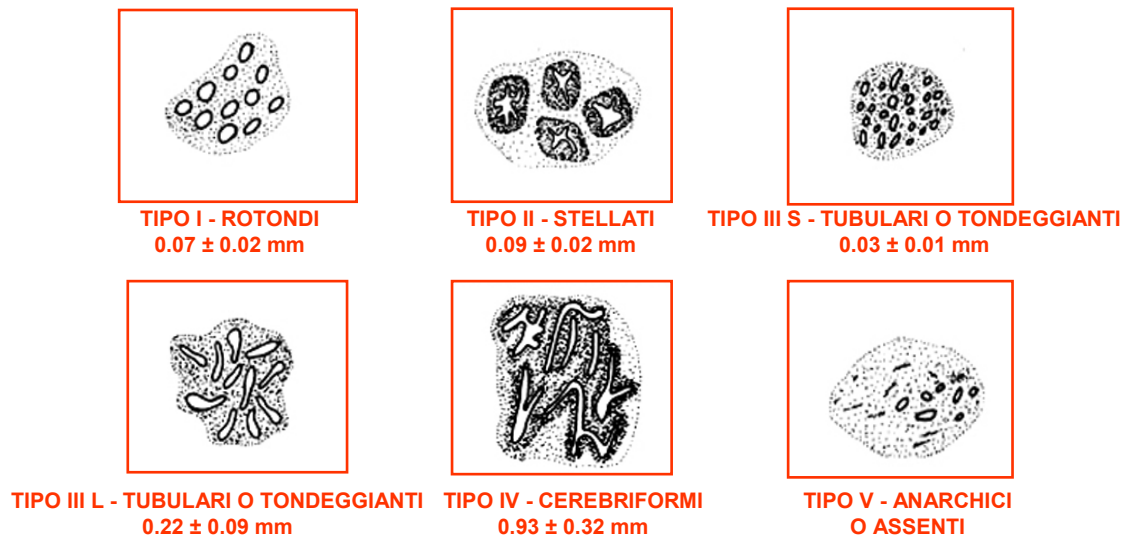 TIPO I - ROTONDI
0.07 ± 0.02 mm
TIPO II - STELLATI
0.09 ± 0.02 mm
TIPO III S - TUBULARI O TONDEGGIANTI
0.03 ± 0.01 mm
TIPO III L - TUBULARI O TONDEGGIANTI
0.22 ± 0.09 mm
TIPO IV - CEREBRIFORMI
0.93 ± 0.32 mm
TIPO V - ANARCHICI
O ASSENTI